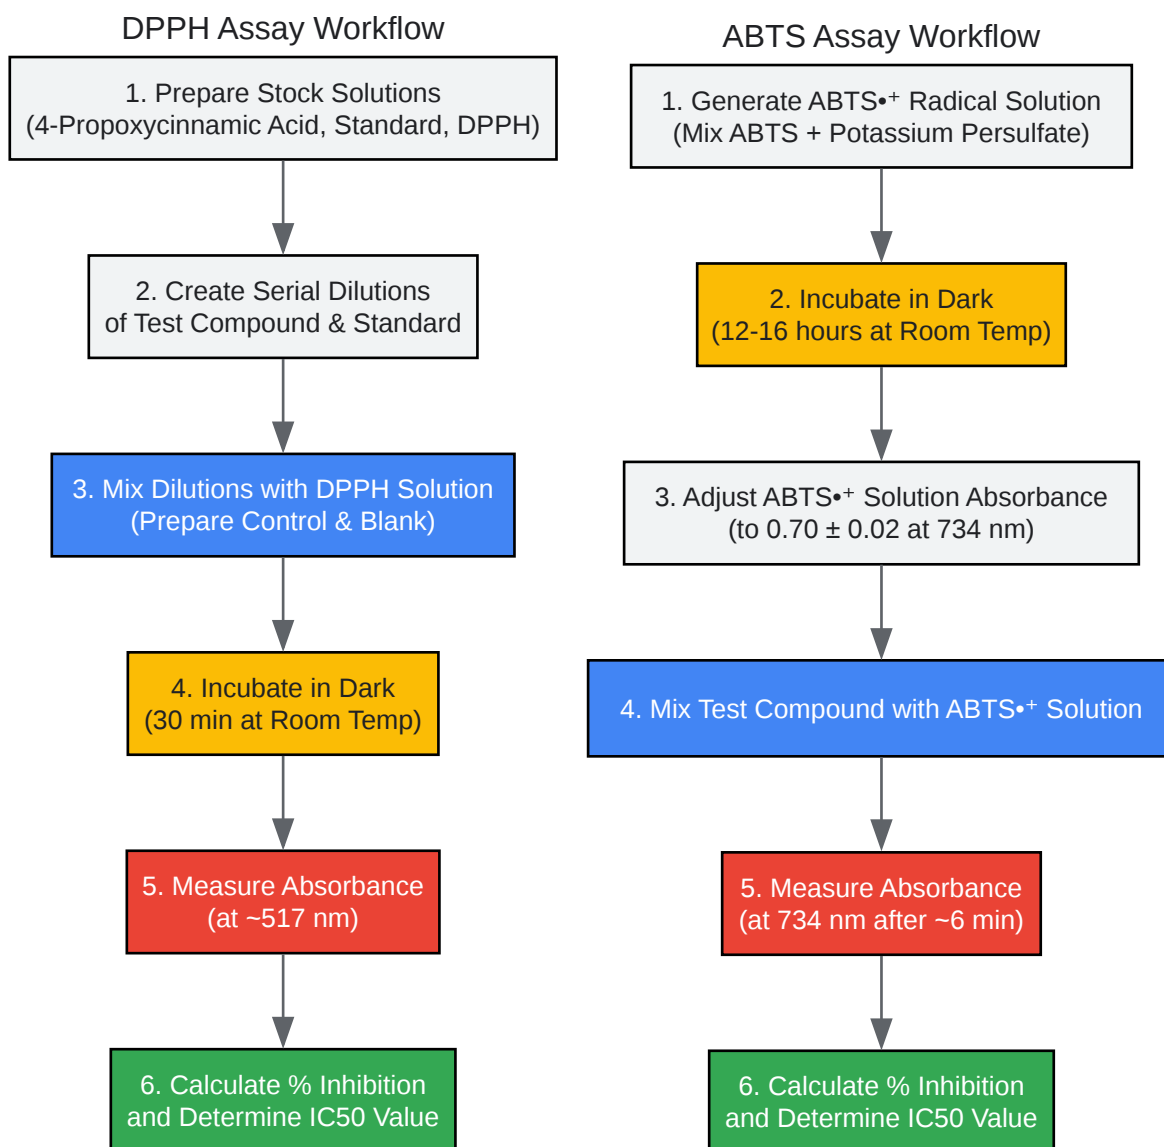 DPPH Assay Workflow
1. Prepare Stock Solutions
(4-Propoxycinnamic Acid, Standard, DPPH)
2. Create Serial Dilutions
of Test Compound & Standard
3. Mix Dilutions with DPPH Solution
(Prepare Control & Blank)
4. Incubate in Dark
(30 min at Room Temp)
5. Measure Absorbance
(at ~517 nm)
6. Calculate % Inhibition
and Determine IC50 Value
ABTS Assay Workflow
1. Generate ABTS•⁺ Radical Solution
(Mix ABTS + Potassium Persulfate)
2. Incubate in Dark
(12-16 hours at Room Temp)
3. Adjust ABTS•⁺ Solution Absorbance
(to 0.70 ± 0.02 at 734 nm)
4. Mix Test Compound with ABTS•⁺ Solution
5. Measure Absorbance
(at 734 nm after ~6 min)
6. Calculate % Inhibition
and Determine IC50 Value